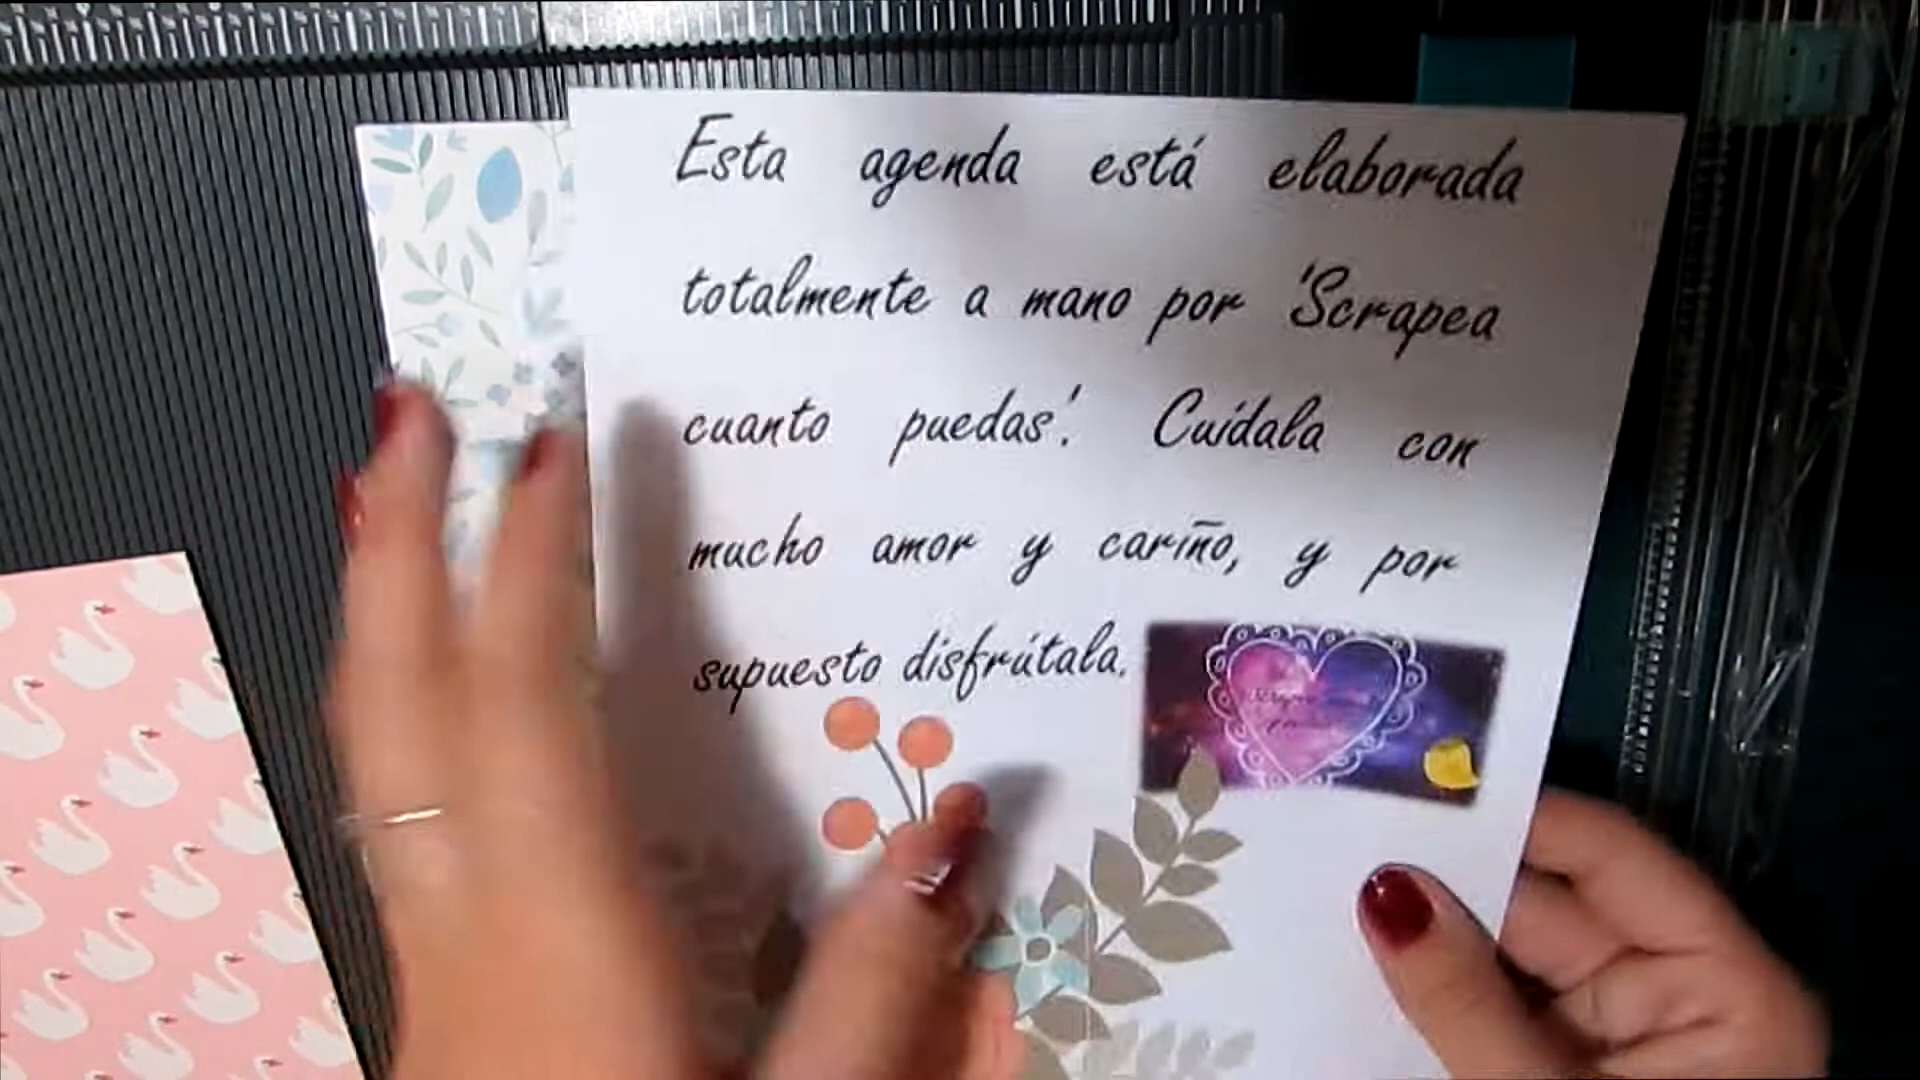 Esta agenda está elaborada
totalmente a mano por 'Scrapea
cuanto puedas'. Cuídala con
mucho amor y cariño, y por
supuesto disfrútala.